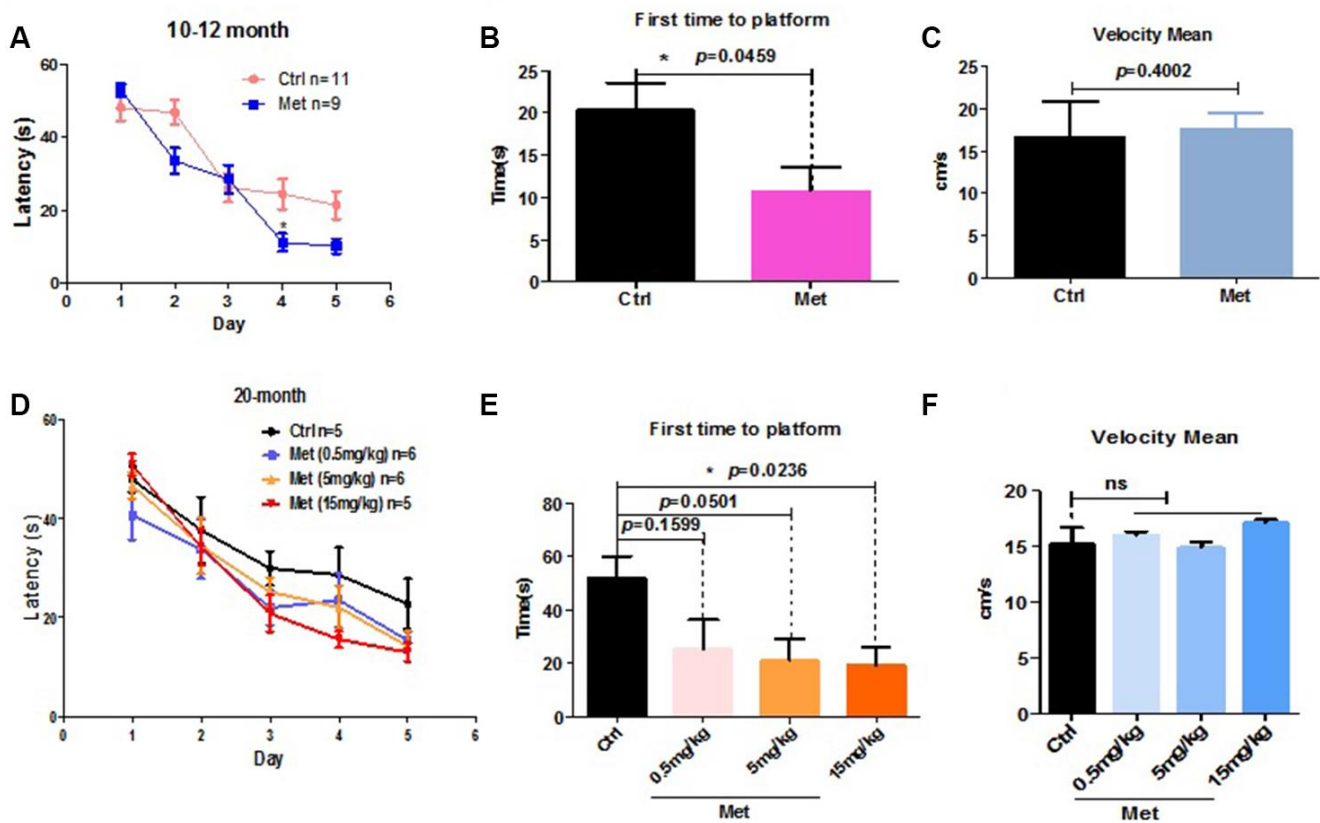 A
10-12 month
Ctrl n=11
Met n=9
Latency (s)
60
40
20
0
*
0 1 2 3 4 5 6
Day
B
First time to platform
* p=0.0459
Time(s)
25
20
15
10
5
0
Ctrl Met
C
Velocity Mean
p=0.4002
cm/s
25
20
15
10
5
0
Ctrl Met
D
20-month
Ctrl n=5
Met (0.5mg/kg) n=6
Met (5mg/kg) n=6
Met (15mg/kg) n=5
Latency (s)
60
40
20
0
0 1 2 3 4 5 6
Day
E
First time to platform
* p=0.0236
p=0.0501
p=0.1599
Time(s)
80
60
40
20
0
Ctrl 0.5mg/kg 5mg/kg 15mg/kg
Met
F
Velocity Mean
ns
cm/s
20
15
10
5
0
Ctrl 0.5mg/kg 5mg/kg 15mg/kg
Met